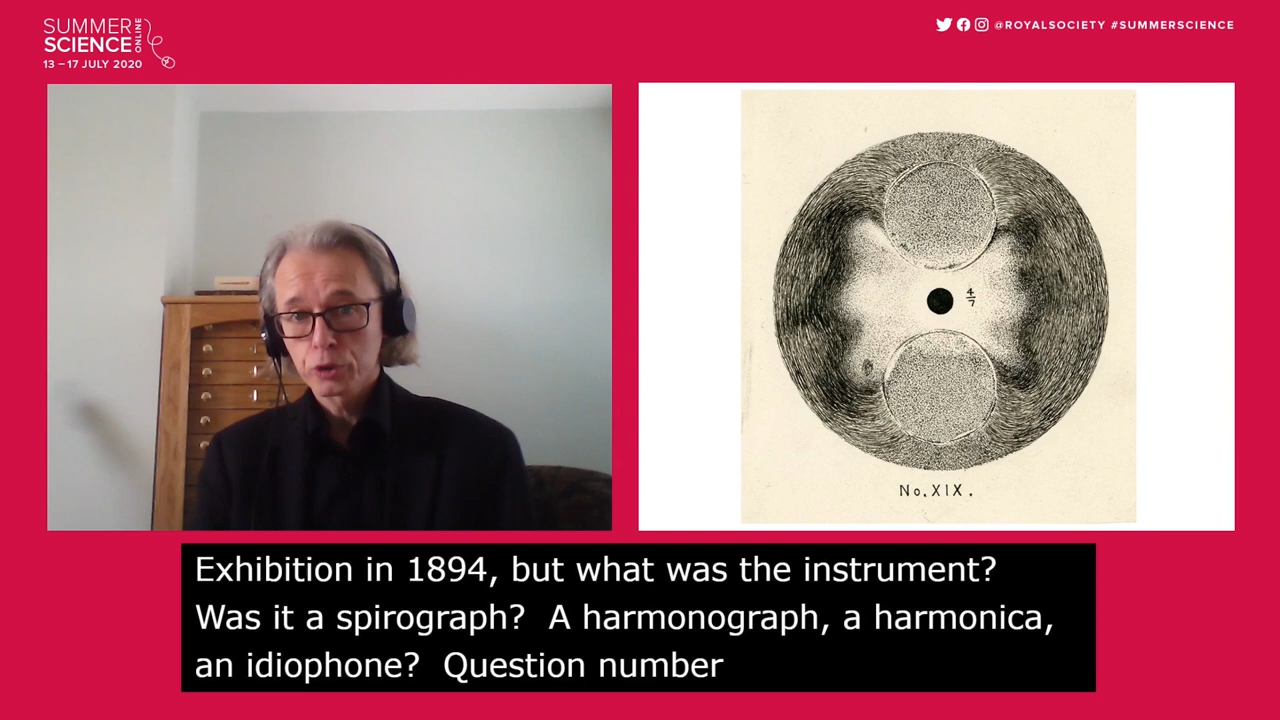 SUMMER
SCIENCE
ONLINE
13 – 17 JULY 2020
@ROYALSOCIETY #SUMMERSCIENCE
4
7
No. XIX.
Exhibition in 1894, but what was the instrument?
Was it a spirograph?  A harmonograph, a harmonica,
an idiophone?  Question number